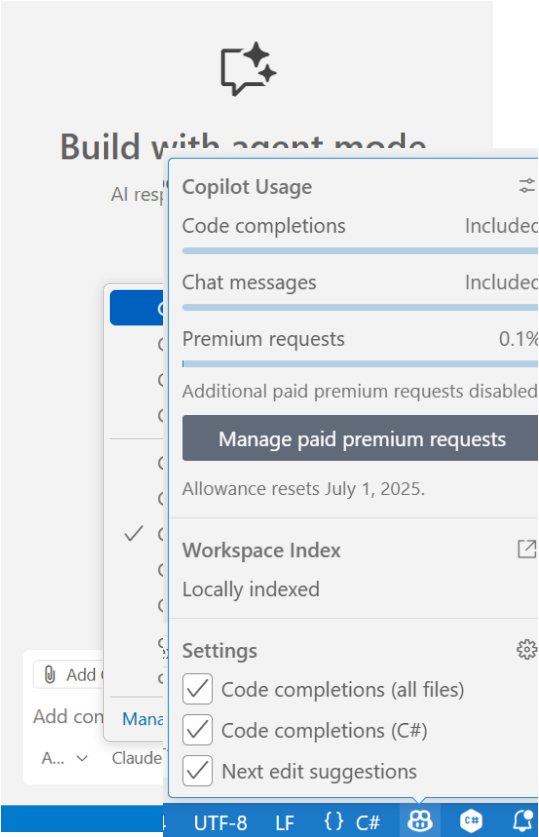 Build with agent mode
AI resp
Copilot Usage
Code completions Included
Chat messages Included
Premium requests 0.1%
Additional paid premium requests disabled
Manage paid premium requests
Allowance resets July 1, 2025.
Workspace Index
Locally indexed
Settings
Code completions (all files)
Code completions (C#)
Next edit suggestions
Add
Add con
Mana
A... Claude
UTF-8 LF {} C#